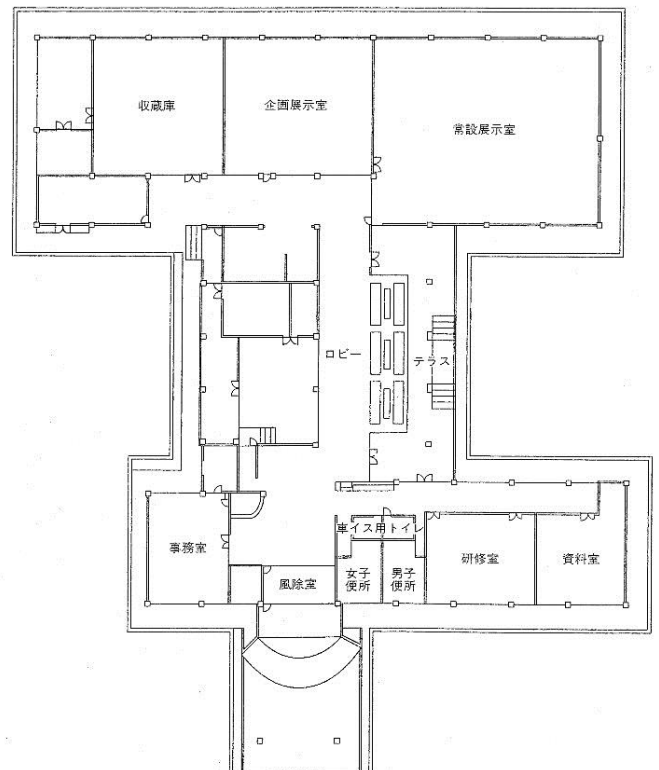 収蔵庫
企画展示室
常設展示室
ロビー
テラス
車イス用トイレ
事務室
風除室
女子
便所
男子
便所
研修室
資料室